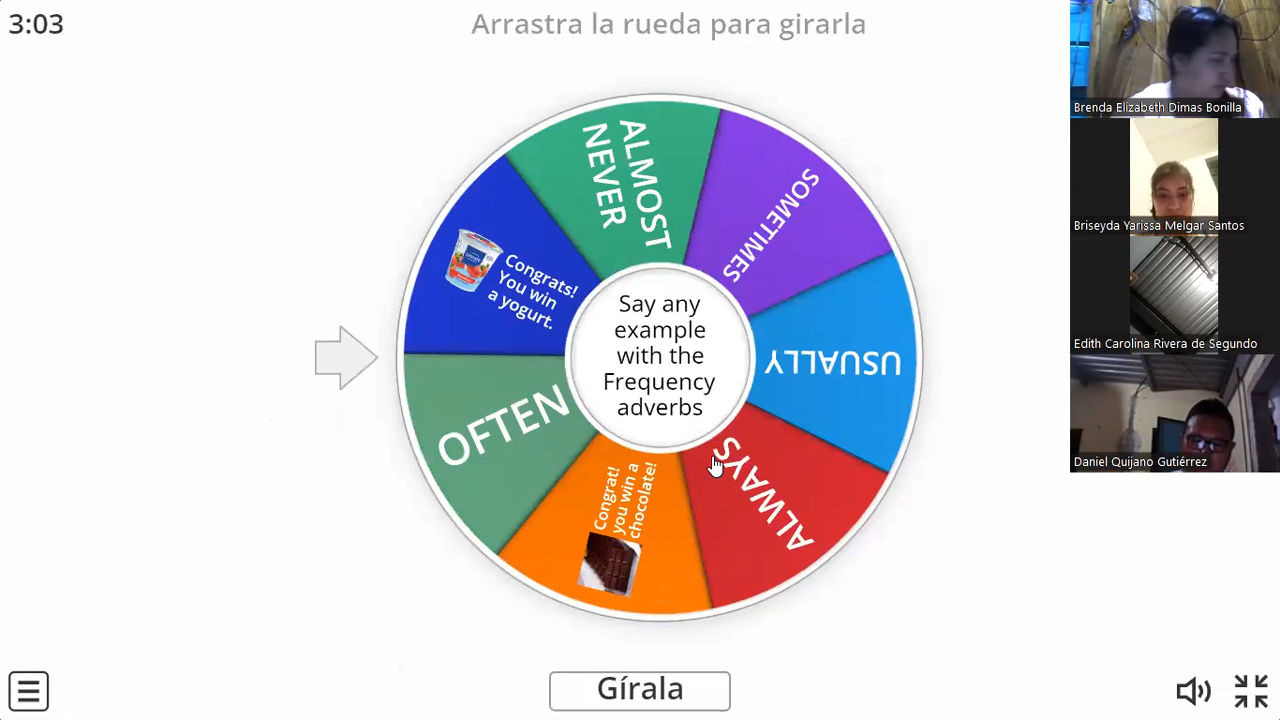 3:03
Arrastra la rueda para girarla
ALMOST
NEVER
SOMETIMES
USUALLY
ALWAYS
Congrat!
you win a
chocolate!
OFTEN
Congrats!
You win
a yogurt.
Say any
example
with the
Frequency
adverbs
Gírala
Brenda Elizabeth Dimas Bonilla
Briseyda Yarissa Melgar Santos
Edith Carolina Rivera de Segundo
Daniel Quijano Gutiérrez